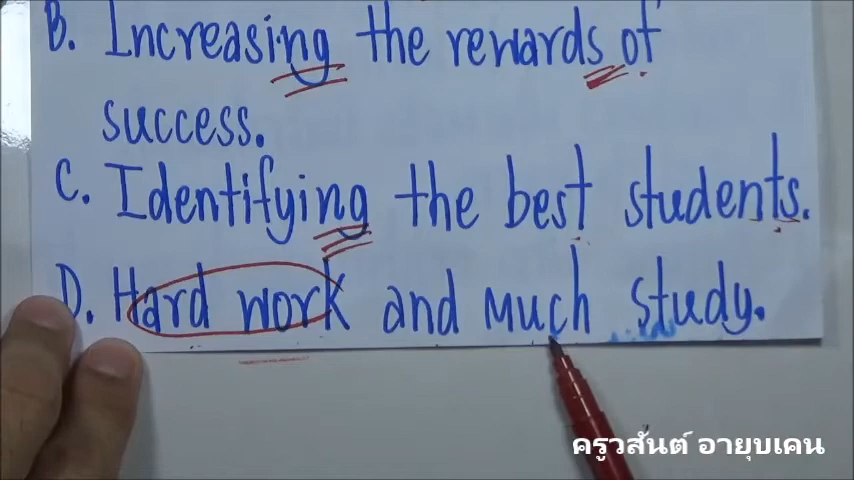 B. Increasing the rewards of
success.
C. Identifying the best students.
D. Hard work and Much study.
ครูวสันต์ อายุบเคน